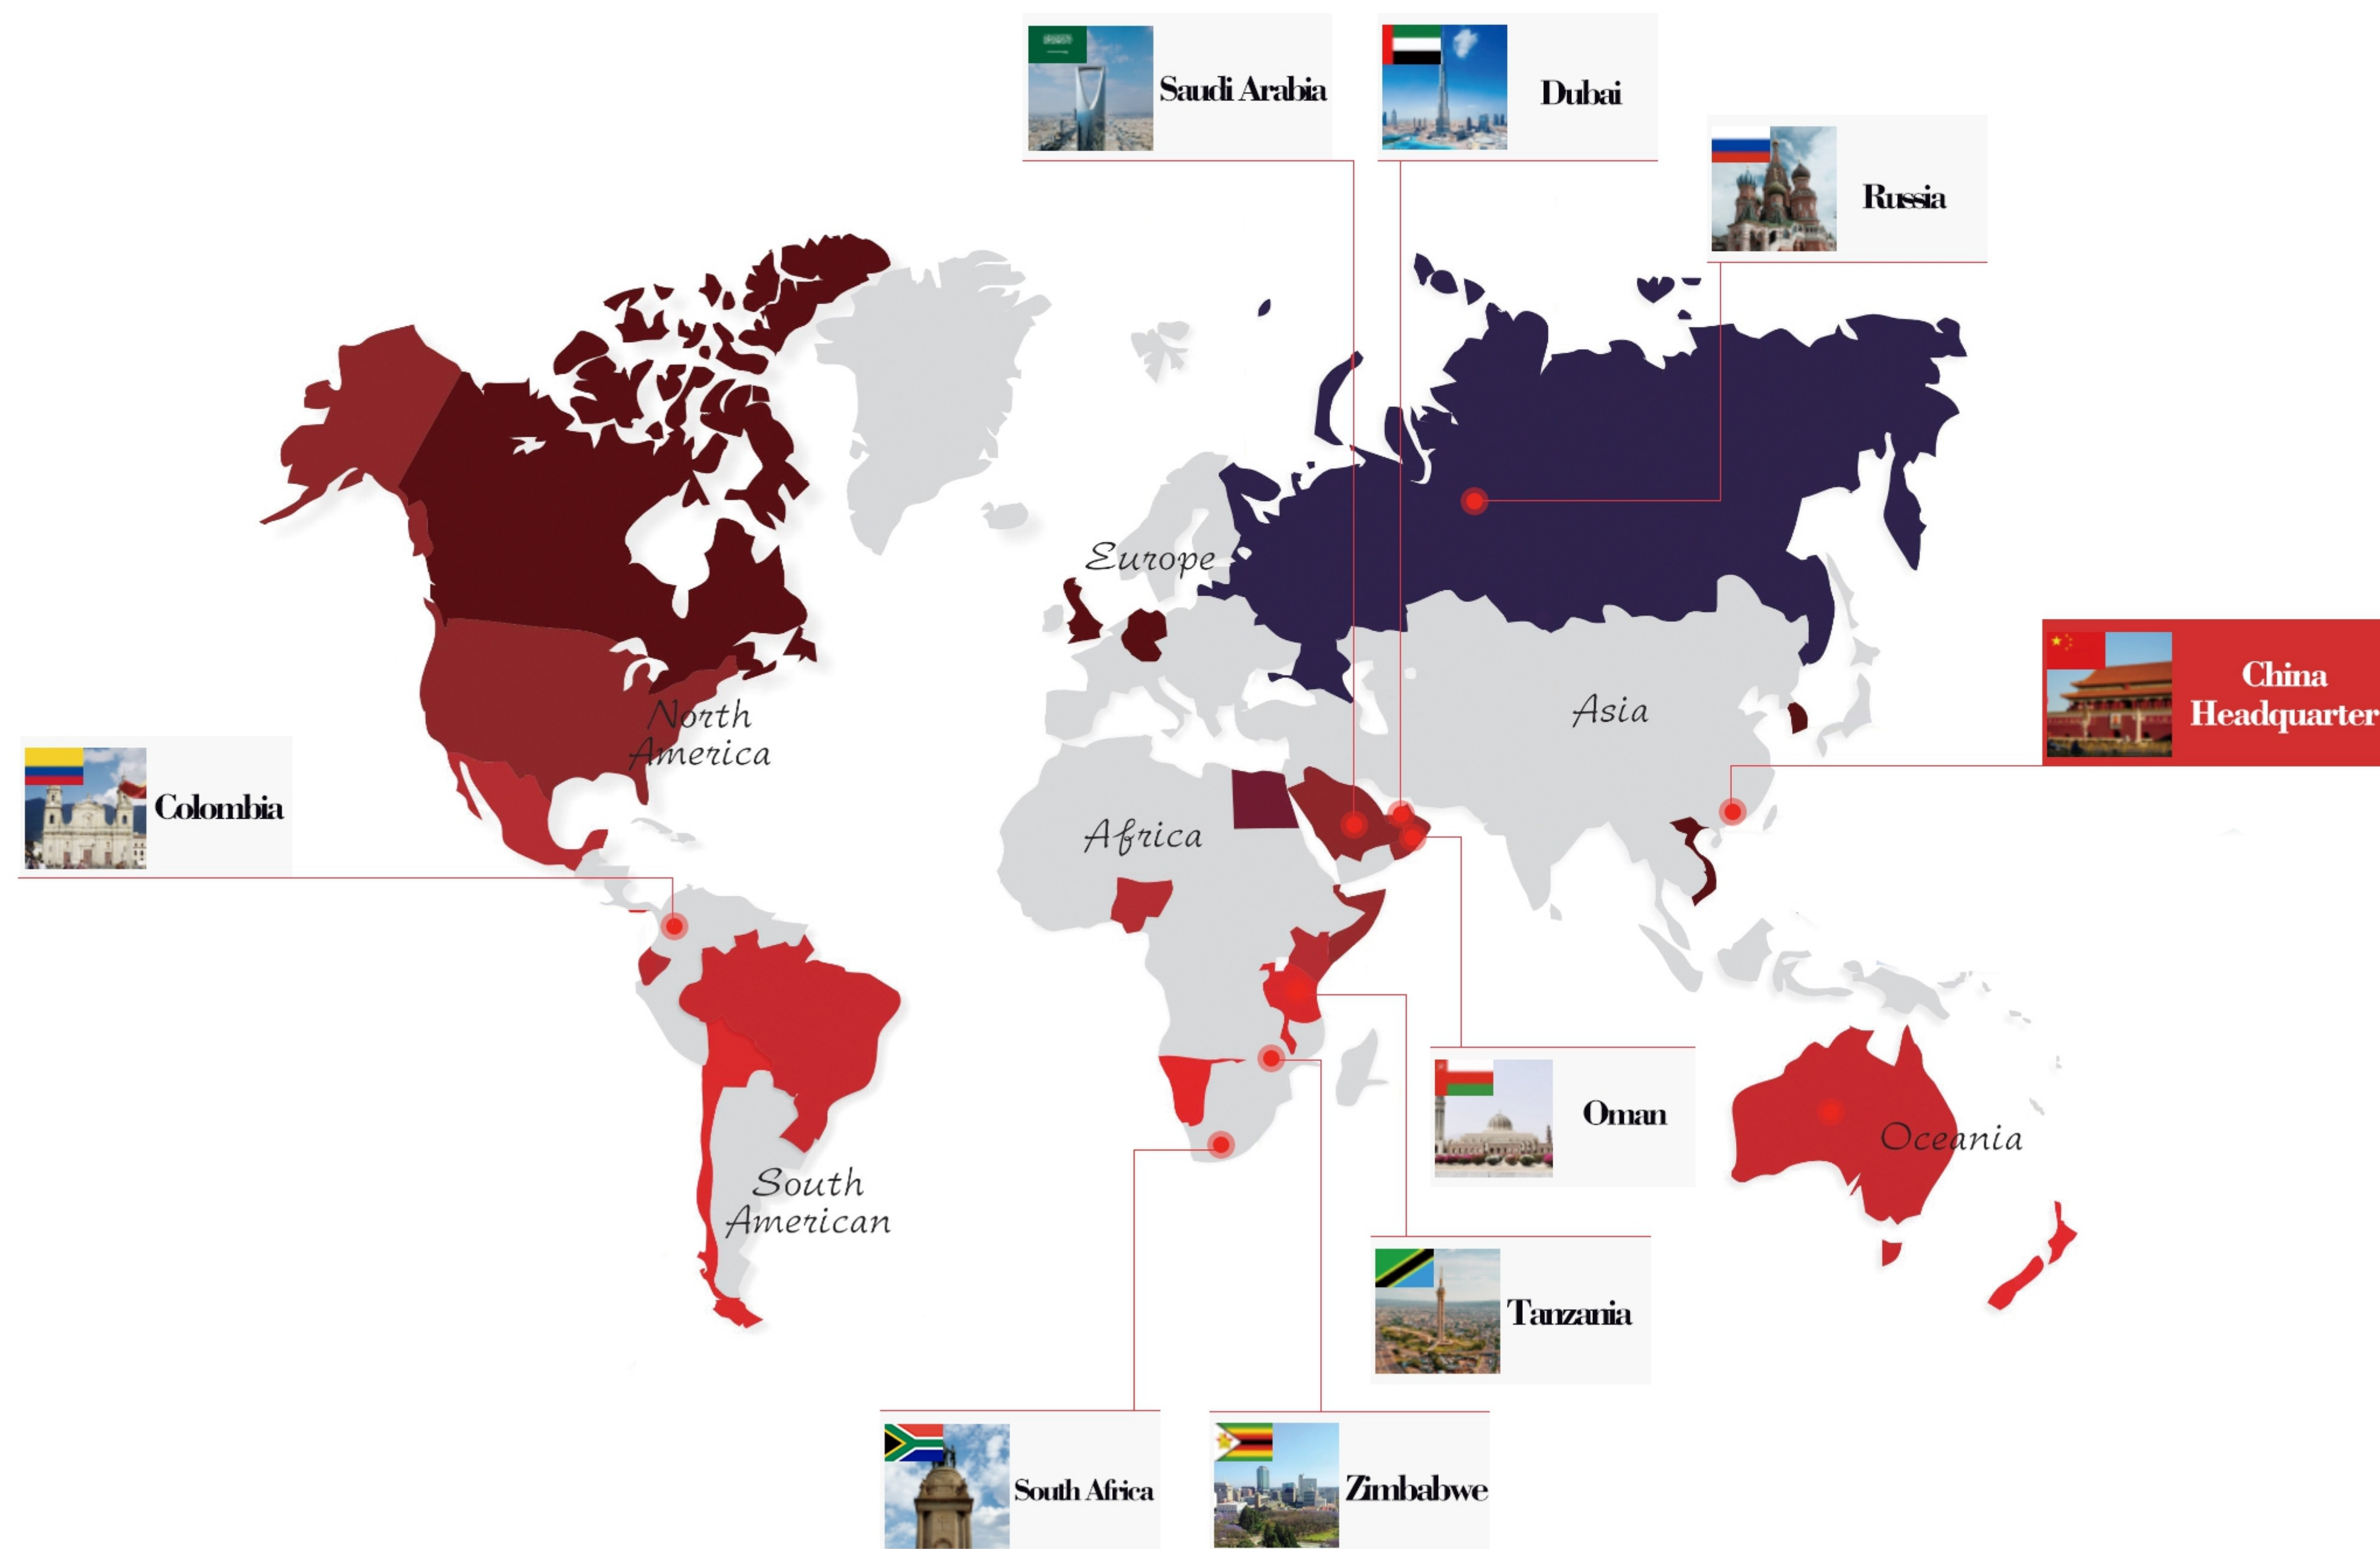 Saudi Arabia
Dubai
Russia
Europe
China
Headquarter
Asia
North
America
Colombia
Africa
Oman
Oceania
South
American
Tanzania
South Africa
Zimbabwe